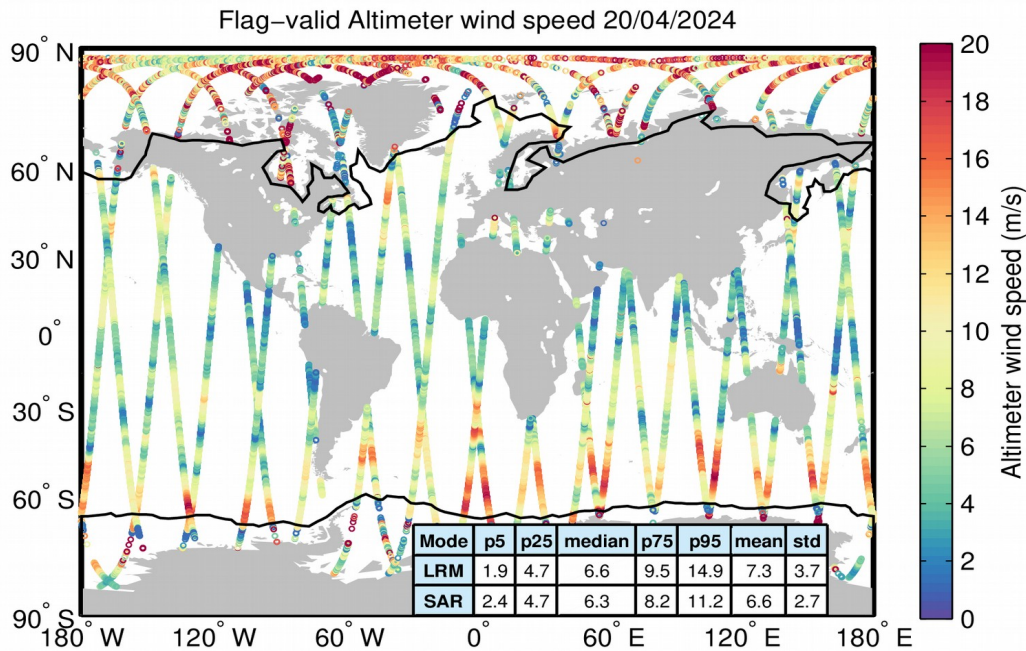 Flag−valid Altimeter wind speed 20/04/2024
90° N
60° N
30° N
0°
30° S
60° S
90° S
180° W
120° W
60° W
0°
60° E
120° E
180° E
Mode p5 p25 median p75 p95 mean std
LRM 1.9 4.7 6.6 9.5 14.9 7.3 3.7
SAR 2.4 4.7 6.3 8.2 11.2 6.6 2.7
20
18
16
14
12
10
8
6
4
2
0
Altimeter wind speed (m/s)